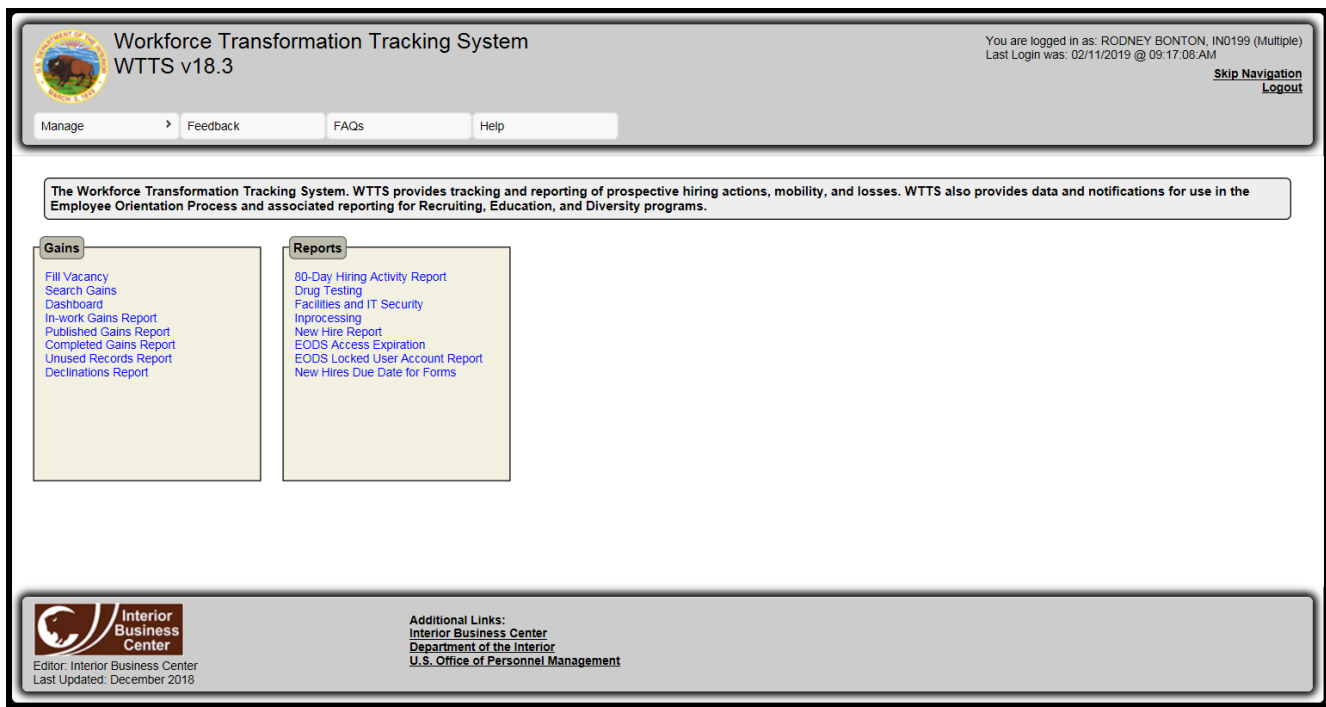 Workforce Transformation Tracking System
WTTS v18.3
You are logged in as: RODNEY BONTON, IN0199 (Multiple)
Last Login was: 02/11/2019 @ 09:17:08:AM
Skip Navigation
Logout
Manage > Feedback FAQs Help
The Workforce Transformation Tracking System. WTTS provides tracking and reporting of prospective hiring actions, mobility, and losses. WTTS also provides data and notifications for use in the
Employee Orientation Process and associated reporting for Recruiting, Education, and Diversity programs.
Gains
Fill Vacancy
Search Gains
Dashboard
In-work Gains Report
Published Gains Report
Completed Gains Report
Unused Records Report
Declinations Report
Reports
80-Day Hiring Activity Report
Drug Testing
Facilities and IT Security
Inprocessing
New Hire Report
EODS Access Expiration
EODS Locked User Account Report
New Hires Due Date for Forms
Interior
Business
Center
Editor: Interior Business Center
Last Updated: December 2018
Additional Links:
Interior Business Center
Department of the Interior
U.S. Office of Personnel Management